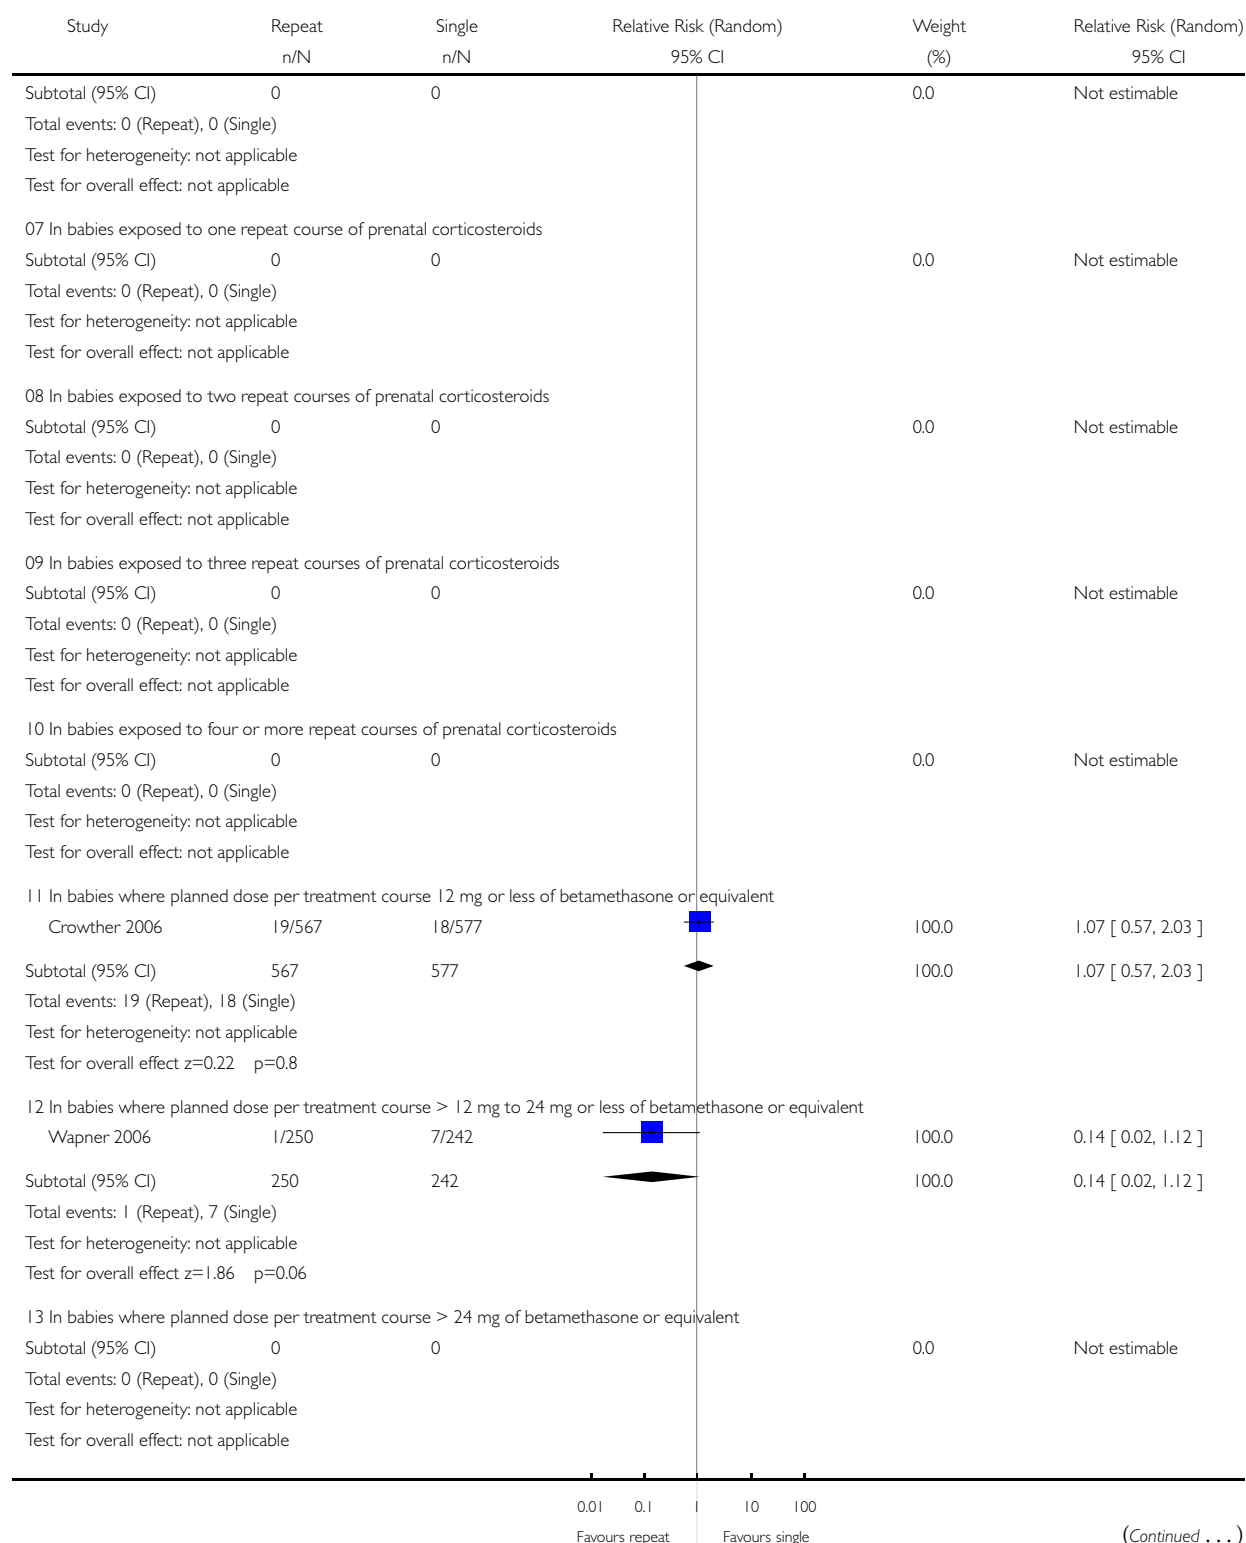 Study Repeat Single Relative Risk (Random) Weight Relative Risk (Random)
n/N n/N 95% CI (%) 95% CI
Subtotal (95% CI) 0 0 0.0 Not estimable
Total events: 0 (Repeat), 0 (Single)
Test for heterogeneity: not applicable
Test for overall effect: not applicable
07 In babies exposed to one repeat course of prenatal corticosteroids
Subtotal (95% CI) 0 0 0.0 Not estimable
Total events: 0 (Repeat), 0 (Single)
Test for heterogeneity: not applicable
Test for overall effect: not applicable
08 In babies exposed to two repeat courses of prenatal corticosteroids
Subtotal (95% CI) 0 0 0.0 Not estimable
Total events: 0 (Repeat), 0 (Single)
Test for heterogeneity: not applicable
Test for overall effect: not applicable
09 In babies exposed to three repeat courses of prenatal corticosteroids
Subtotal (95% CI) 0 0 0.0 Not estimable
Total events: 0 (Repeat), 0 (Single)
Test for heterogeneity: not applicable
Test for overall effect: not applicable
10 In babies exposed to four or more repeat courses of prenatal corticosteroids
Subtotal (95% CI) 0 0 0.0 Not estimable
Total events: 0 (Repeat), 0 (Single)
Test for heterogeneity: not applicable
Test for overall effect: not applicable
11 In babies where planned dose per treatment course 12 mg or less of betamethasone or equivalent
Crowther 2006 19/567 18/577 100.0 1.07 [ 0.57, 2.03 ]
Subtotal (95% CI) 567 577 100.0 1.07 [ 0.57, 2.03 ]
Total events: 19 (Repeat), 18 (Single)
Test for heterogeneity: not applicable
Test for overall effect z=0.22 p=0.8
12 In babies where planned dose per treatment course > 12 mg to 24 mg or less of betamethasone or equivalent
Wapner 2006 1/250 7/242 100.0 0.14 [ 0.02, 1.12 ]
Subtotal (95% CI) 250 242 100.0 0.14 [ 0.02, 1.12 ]
Total events: 1 (Repeat), 7 (Single)
Test for heterogeneity: not applicable
Test for overall effect z=1.86 p=0.06
13 In babies where planned dose per treatment course > 24 mg of betamethasone or equivalent
Subtotal (95% CI) 0 0 0.0 Not estimable
Total events: 0 (Repeat), 0 (Single)
Test for heterogeneity: not applicable
Test for overall effect: not applicable
0.01 0.1 1 10 100
Favours repeat Favours single (Continued . . . )